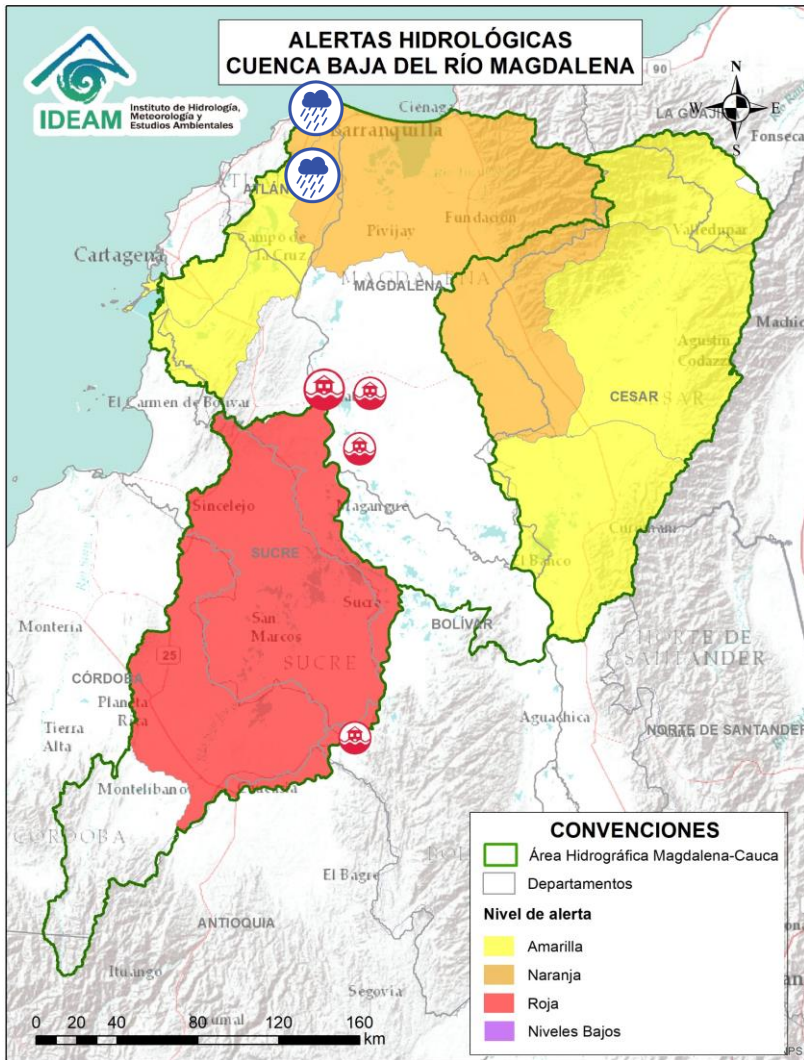 ALERTAS HIDROLÓGICAS
CUENCA BAJA DEL RÍO MAGDALENA
IDEAM
Instituto de Hidrología,
Meteorología y
Estudios Ambientales
N
W
E
S
90
Ciénaga
LA GUAJI
Barranquilla
Fonseca
ATLÁN
Valledupar
Fundación
Pivijay
Campo de
la Cruz
Cartagena
MAGDALENA
MAGDALENA
Machi
Agustín
Codazzi
El Carmen de Bolívar
CESAR
Sincelejo
Magangué
SUCRE
El Banco
Sucre
San
Marcos
BOLÍVAR
Montería
NORTE DE
SANTANDER
SUCRE
25
CÓRDOBA
Planeta
Rica
Aguachica
Tierra
Alta
NORTE DE SANTANDER
Montelíbano
CÓRDOBA
El Bagre
ANTIOQUIA
Ituango
Segovia
0 20 40 80 120 160
km
CONVENCIONES
Área Hidrográfica Magdalena-Cauca
Departamentos
Nivel de alerta
Amarilla
Naranja
Roja
Niveles Bajos